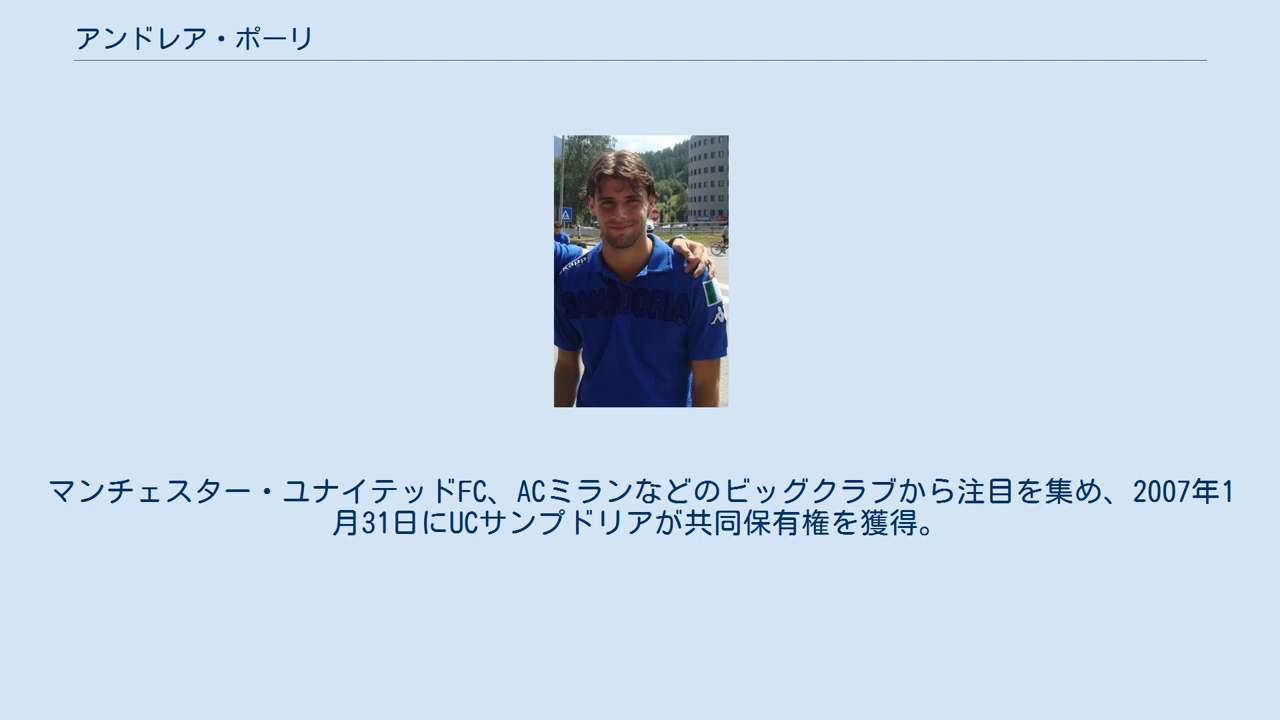 アンドレア・ポーリ
Kappa
SAMPDORIA
マンチェスター・ユナイテッドFC、ACミランなどのビッグクラブから注目を集め、2007年1
月31日にUCサンプドリアが共同保有権を獲得。